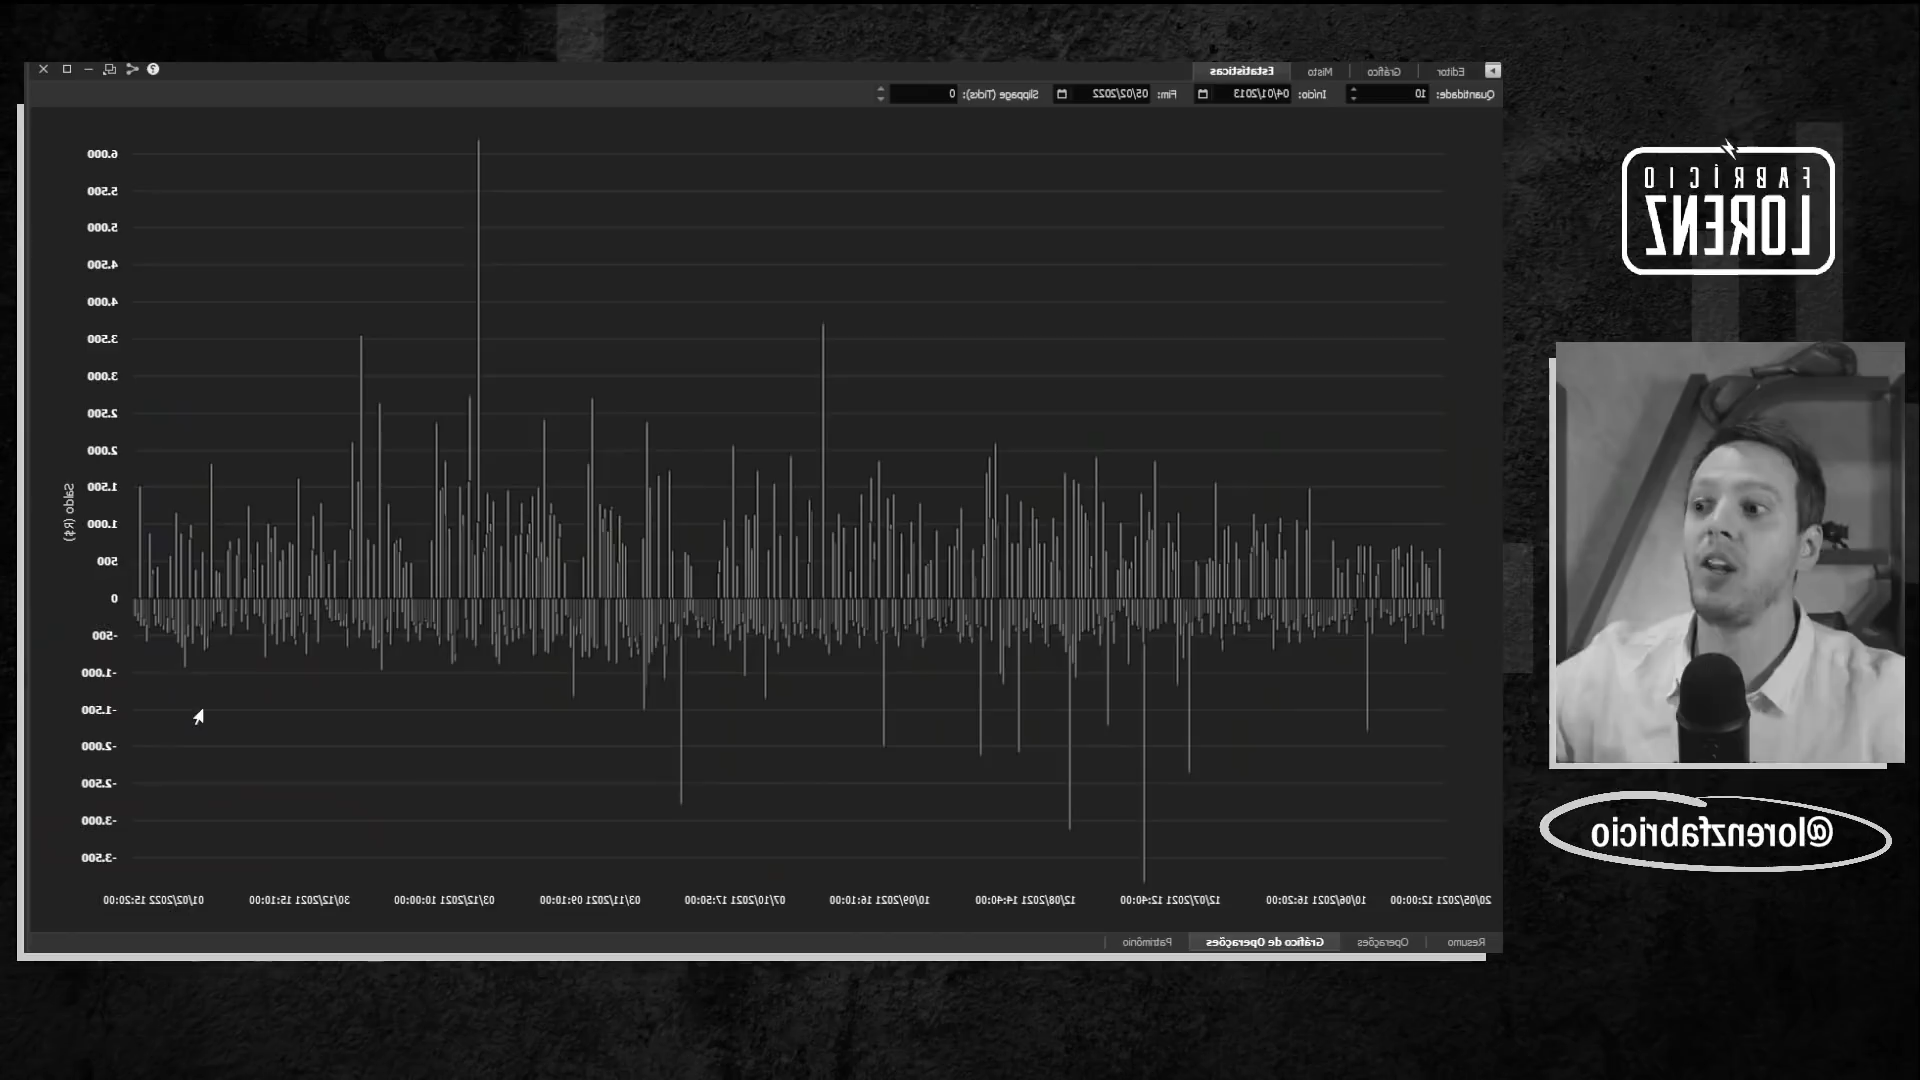 Editor
Gráfico
Misto
Estatísticas
Quantidade: 10
Início: 04/01/2013
Fim: 05/02/2022
Slippage (Ticks): 0
6.000
5.500
5.000
4.500
4.000
3.500
3.000
2.500
2.000
1.500
1.000
500
0
-500
-1.000
-1.500
-2.000
-2.500
-3.000
-3.500
Saldo (R$)
20/05/2021 12:00:00
10/06/2021 16:20:00
12/07/2021 12:40:00
12/08/2021 14:40:00
10/09/2021 16:10:00
07/10/2021 17:50:00
03/11/2021 09:10:00
03/12/2021 10:00:00
30/12/2021 15:10:00
01/02/2022 15:20:00
Resumo
Operações
Gráfico de Operações
Patrimônio
FABRÍCIO
LORENZ
@lorenzfabricio